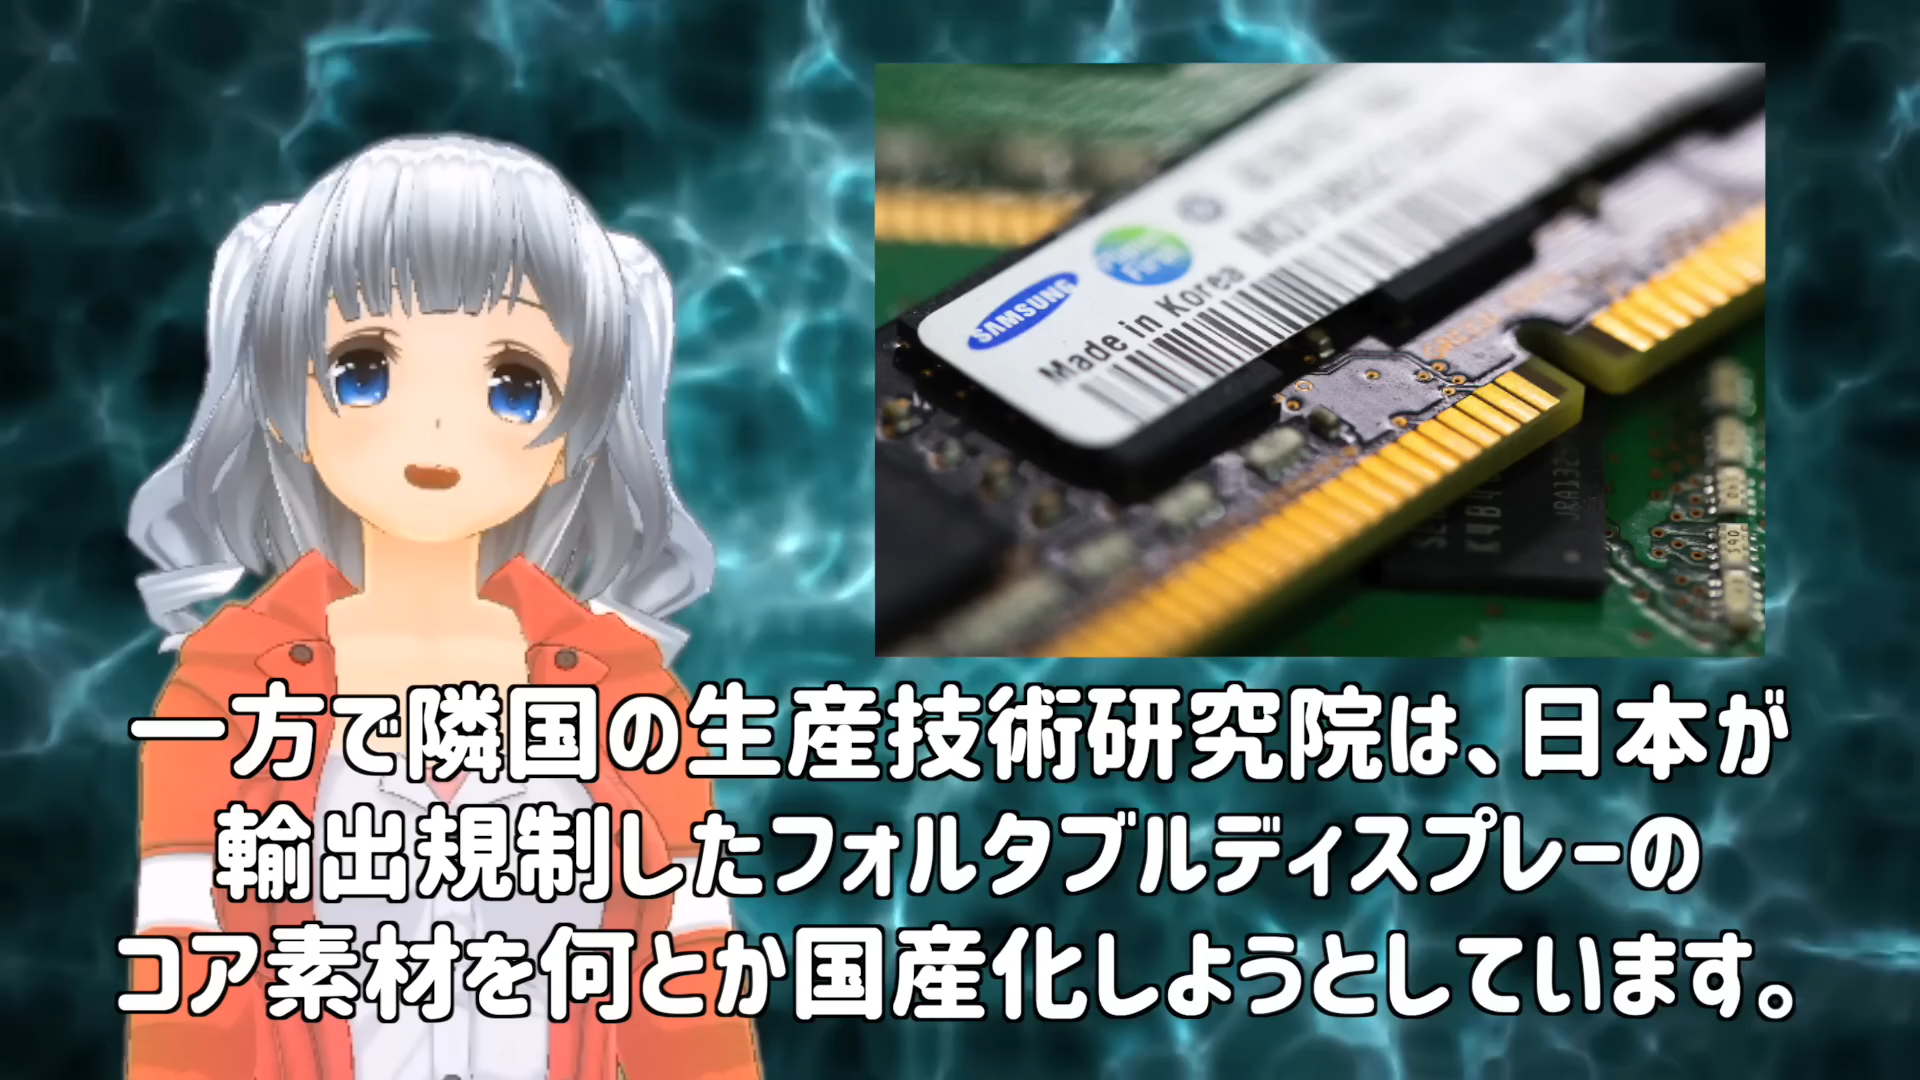 SAMSUNG
Made in Korea
一方で隣国の生産技術研究院は、日本が
輸出規制したフォルタブルディスプレーの
コア素材を何とか国産化しようとしています。